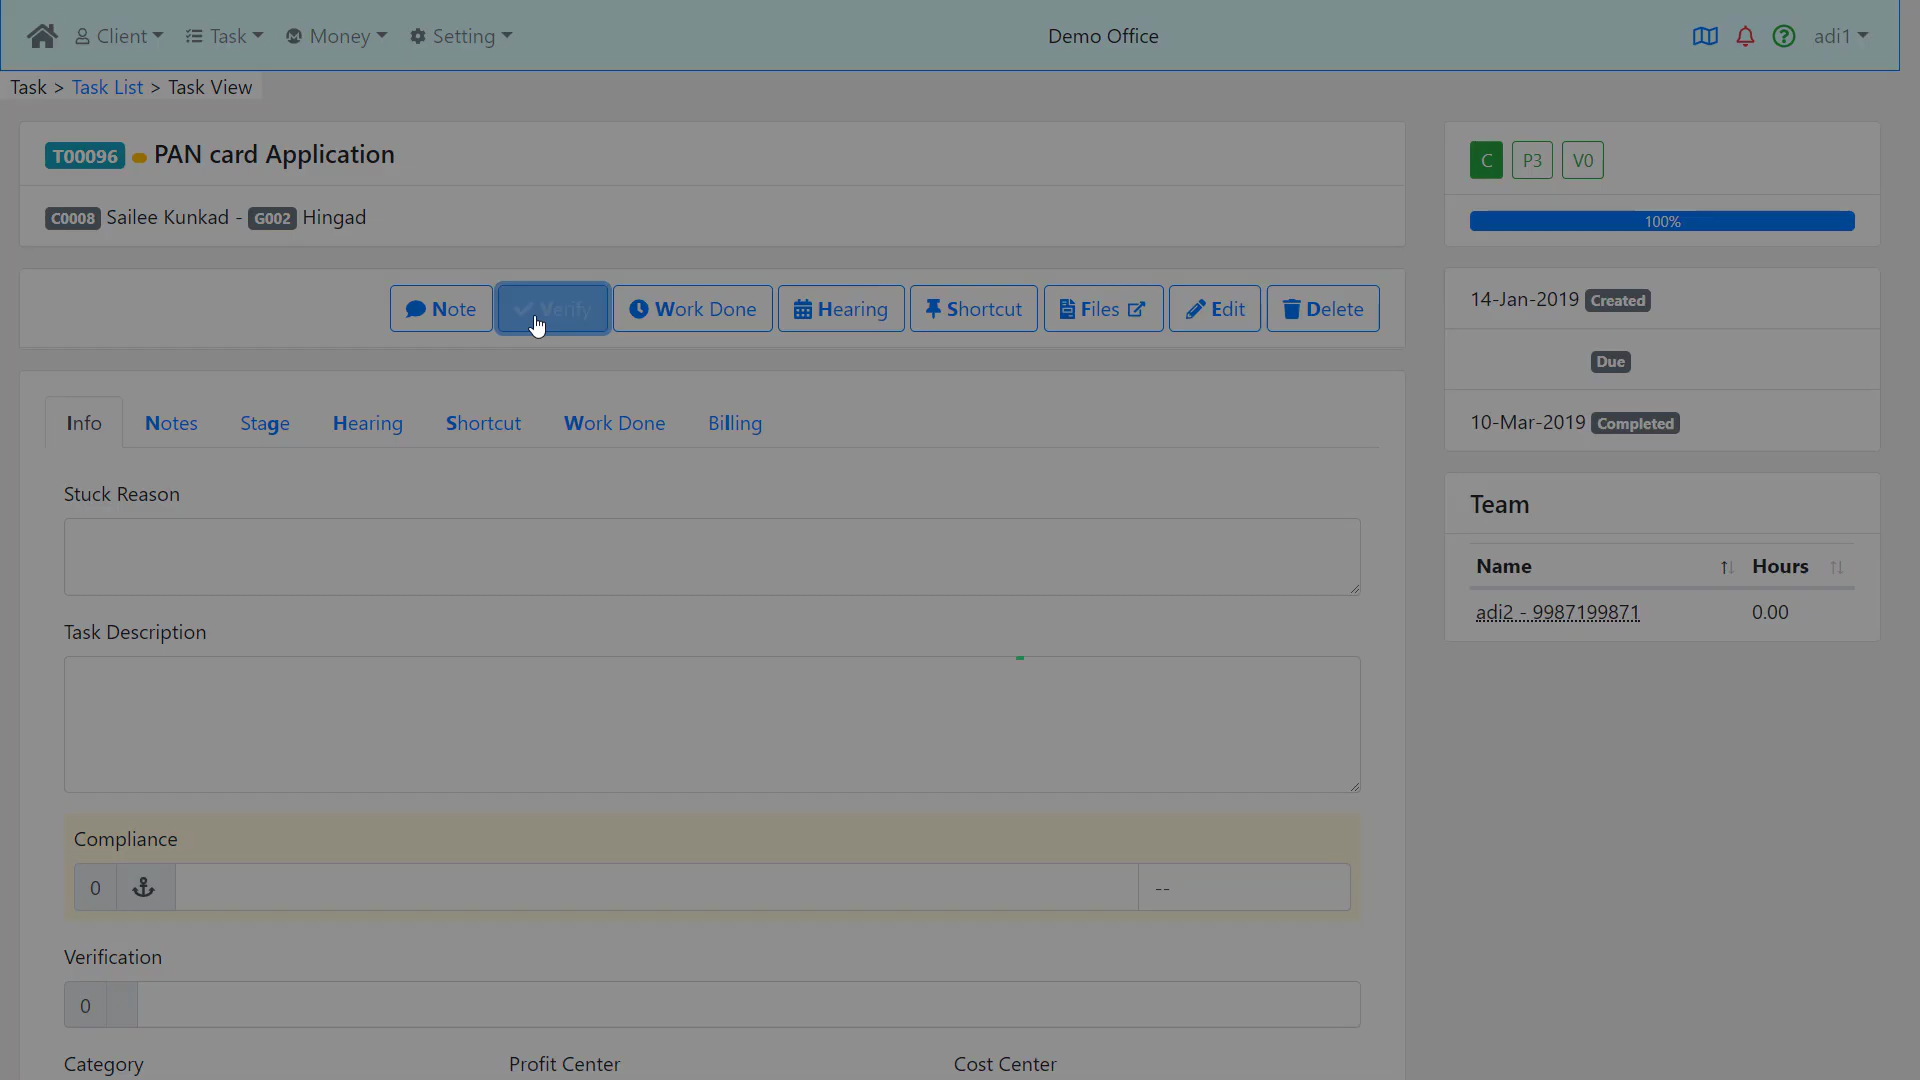 Client Task Money Setting Demo Office adi1
Task > Task List > Task View
T00096 PAN card Application
C0008 Sailee Kunkad - G002 Hingad
C P3 V0
100%
Note Verify Work Done Hearing Shortcut Files Edit Delete
14-Jan-2019 Created
Due
10-Mar-2019 Completed
Info Notes Stage Hearing Shortcut Work Done Billing
Team
Name Hours
adi2 - 9987199871 0.00
Stuck Reason
Task Description
Compliance
0 --
Verification
0
Category Profit Center Cost Center